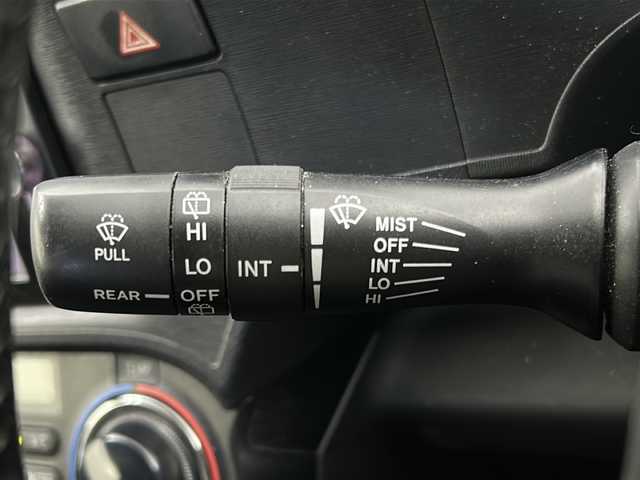 PULL
REAR
HI
LO
OFF
INT
MIST
OFF
INT
LO
HI